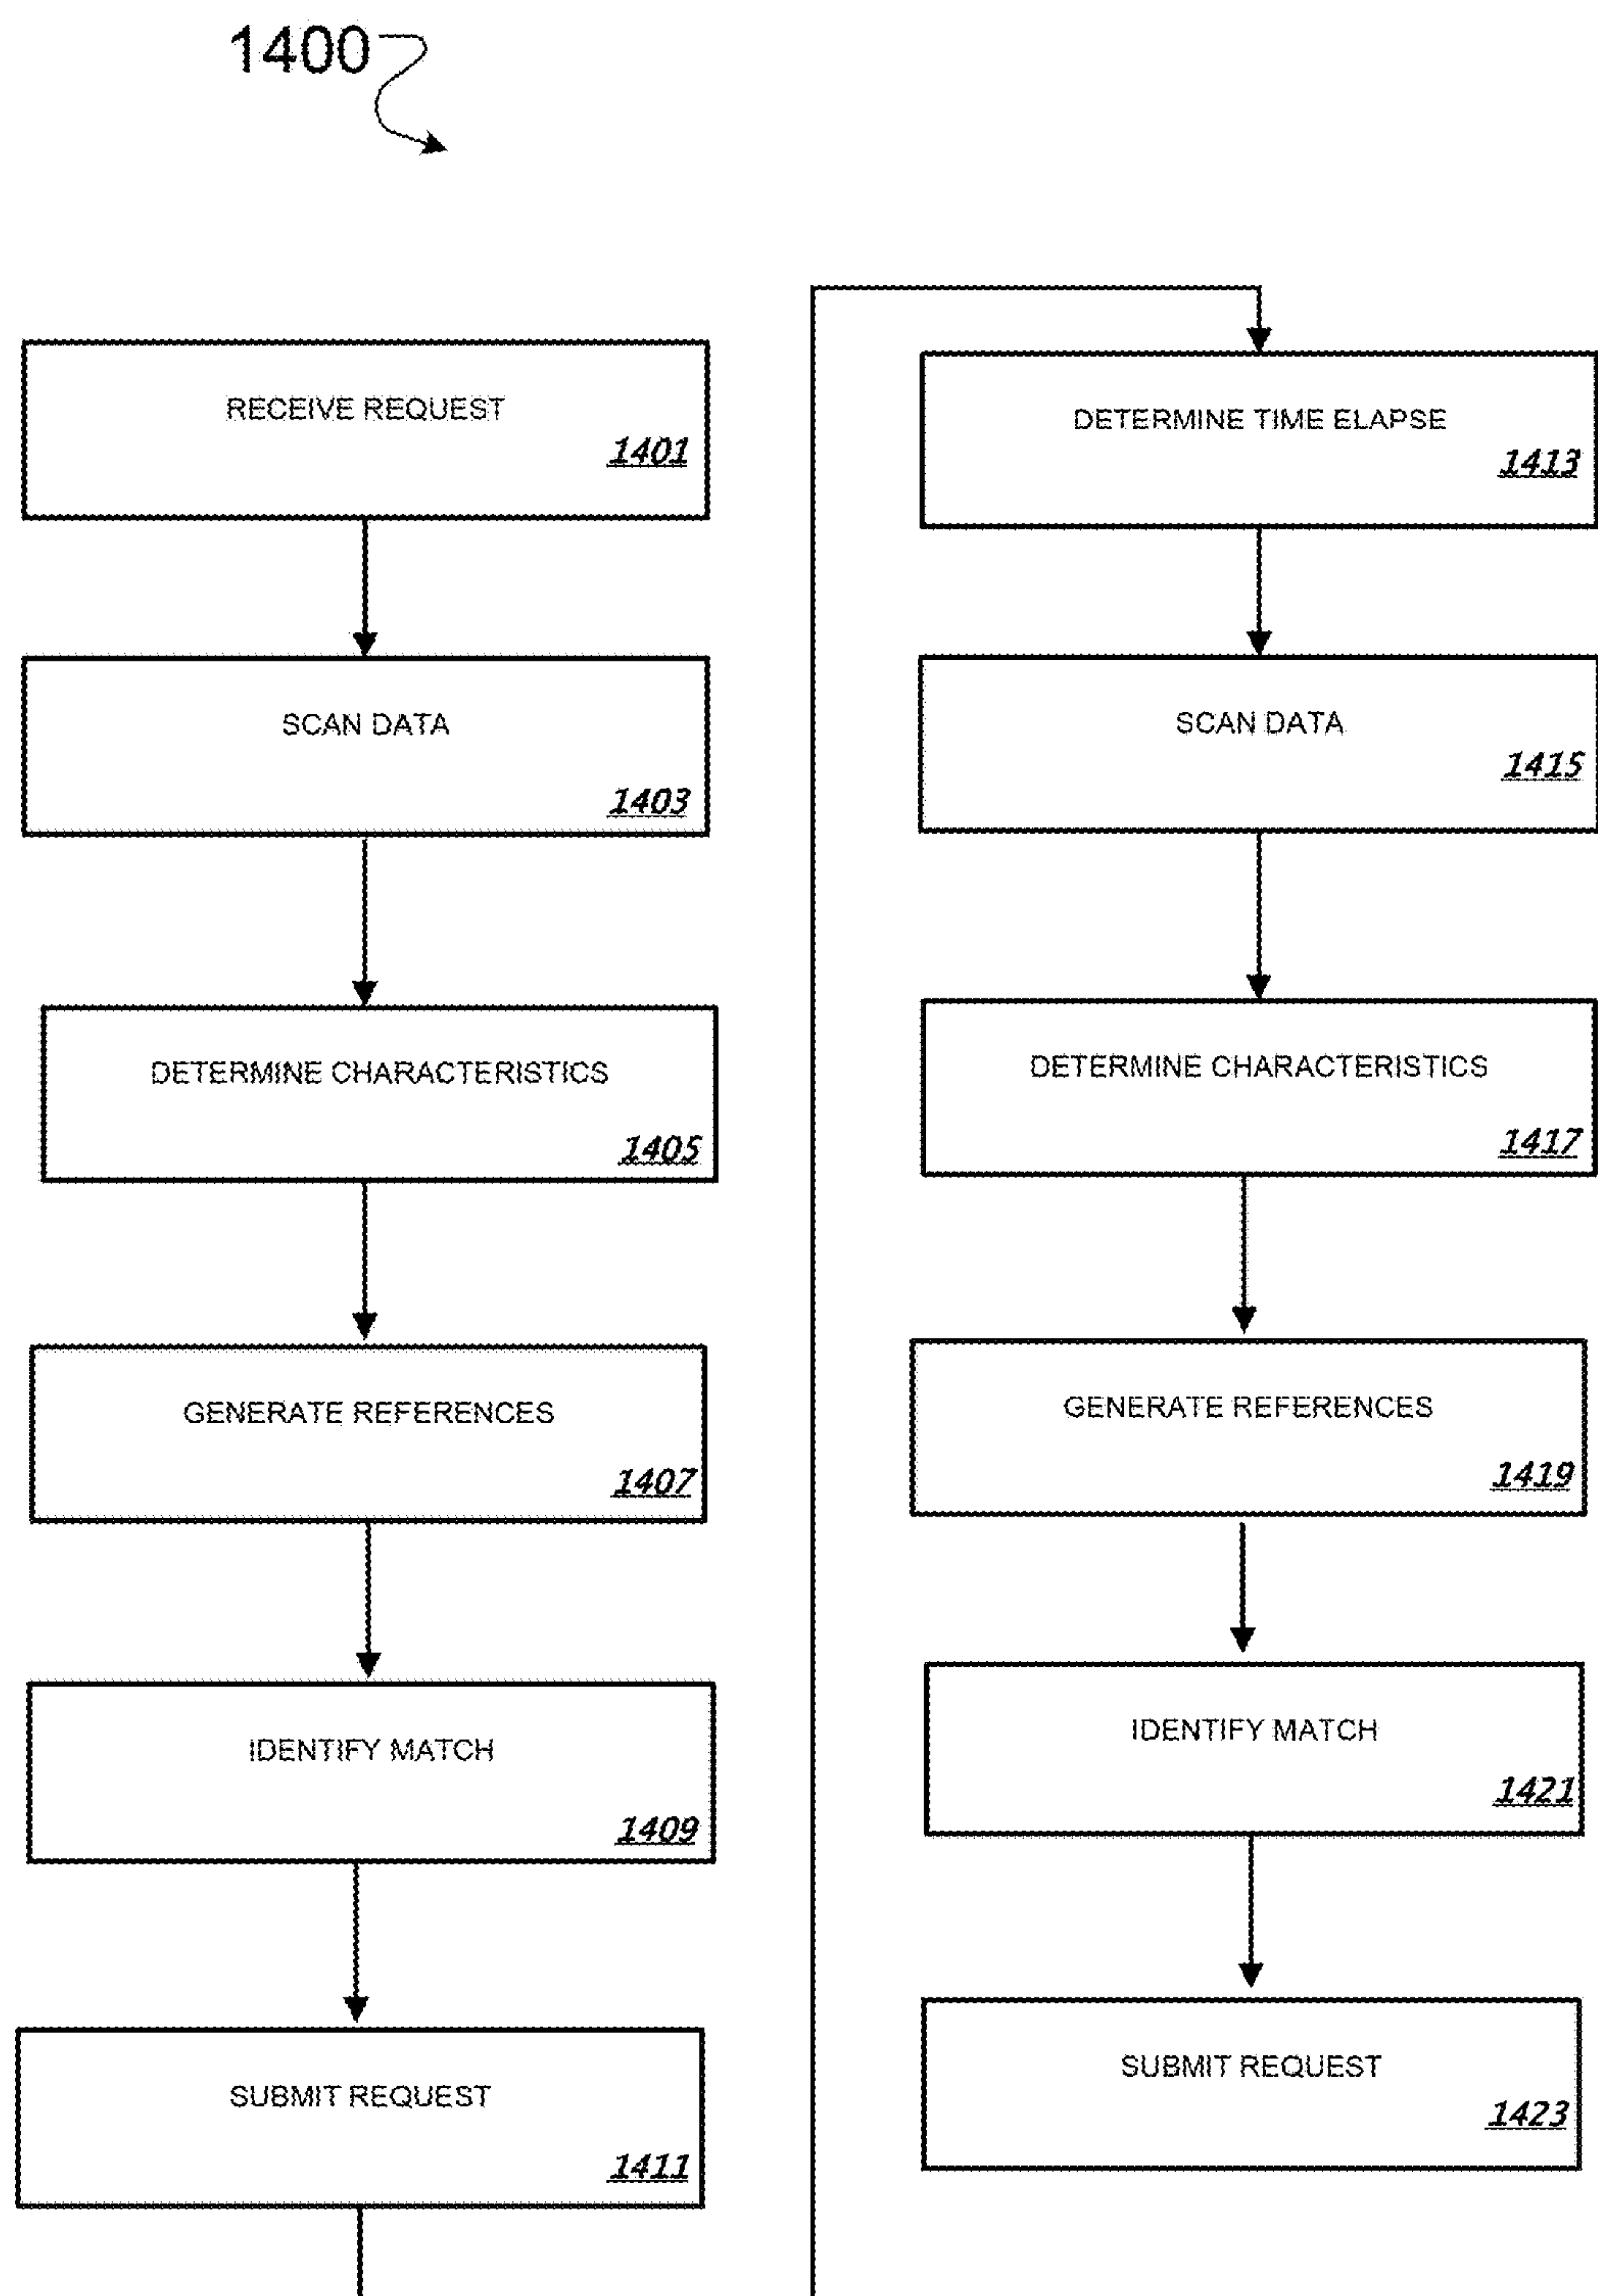 1400
RECEIVE REQUEST
1401
SCAN DATA
1403
DETERMINE CHARACTERISTICS
1405
GENERATE REFERENCES
1407
IDENTIFY MATCH
1409
SUBMIT REQUEST
1411
DETERMINE TIME ELAPSE
1413
SCAN DATA
1415
DETERMINE CHARACTERISTICS
1417
GENERATE REFERENCES
1419
IDENTIFY MATCH
1421
SUBMIT REQUEST
1423